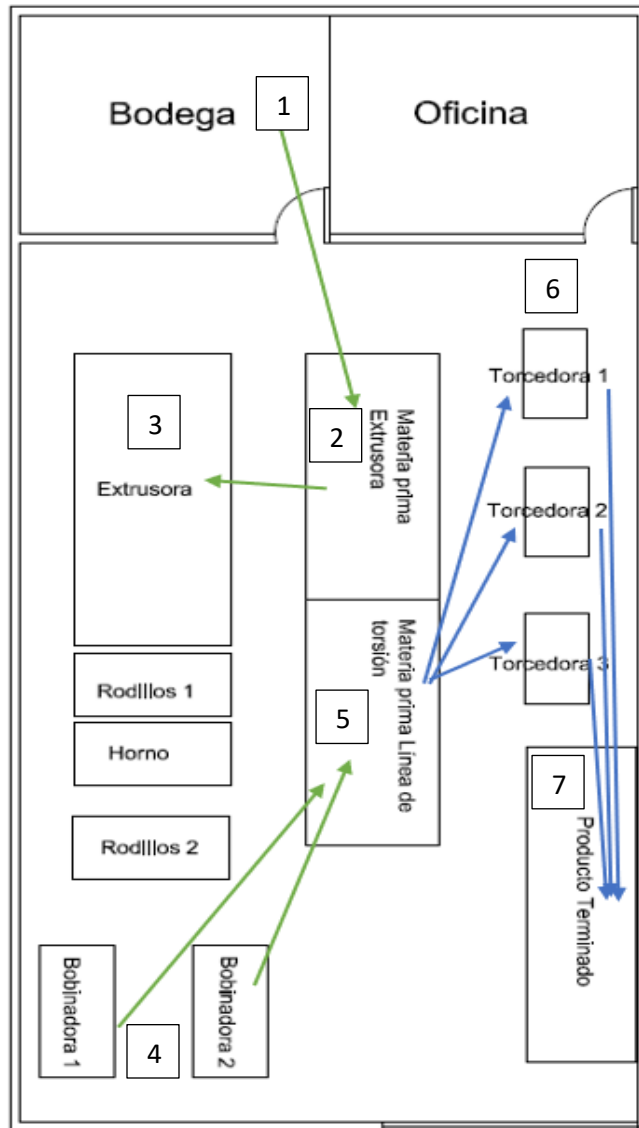 Bodega
1
Oficina
6
Torcedora 1
3
2
Materia prima
Extrusora
Extrusora
Torcedora 2
Torcedora 3
Rodillos 1
Materia prima Línea de
torsión
5
Horno
7
Rodillos 2
Producto Terminado
Bobinadora 1
4
Bobinadora 2